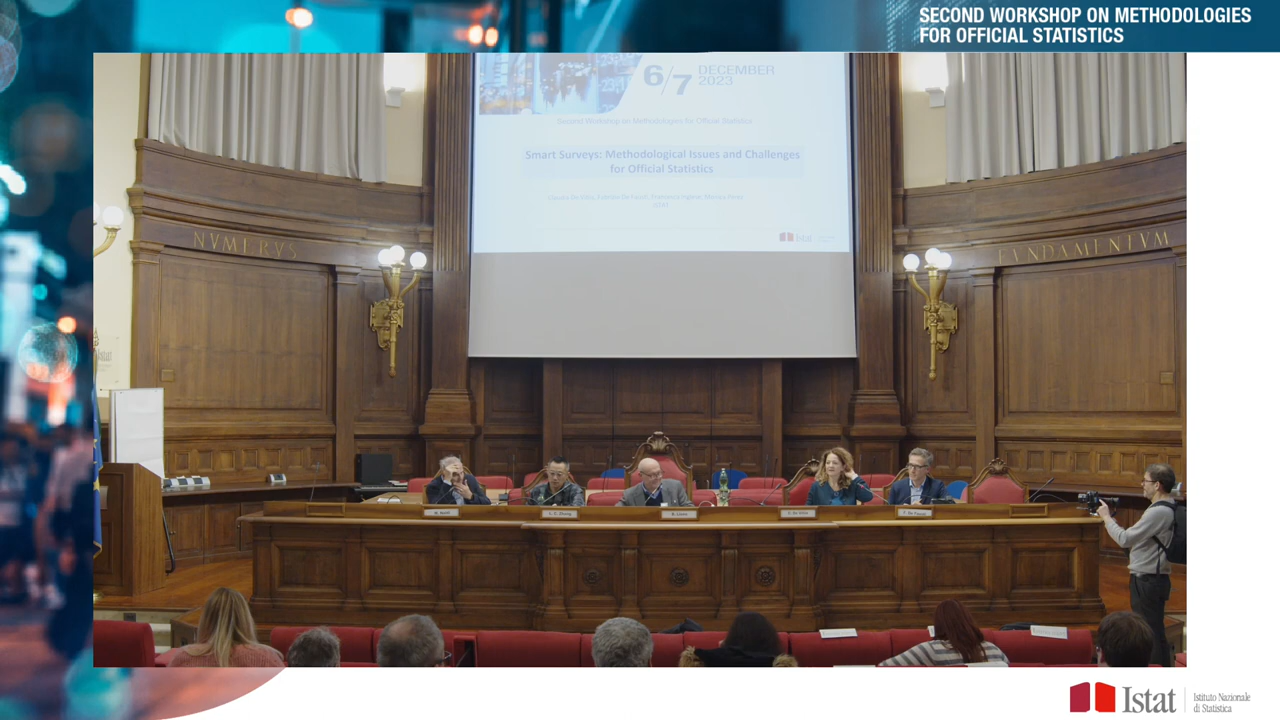 SECOND WORKSHOP ON METHODOLOGIES
FOR OFFICIAL STATISTICS
6/7 DECEMBER
2023
Second Workshop on Methodologies for Official Statistics
Smart Surveys: Methodological Issues and Challenges
for Official Statistics
Istat
NVMERVS
FVNDAMENTVM
Istat
Istituto Nazionale
di Statistica